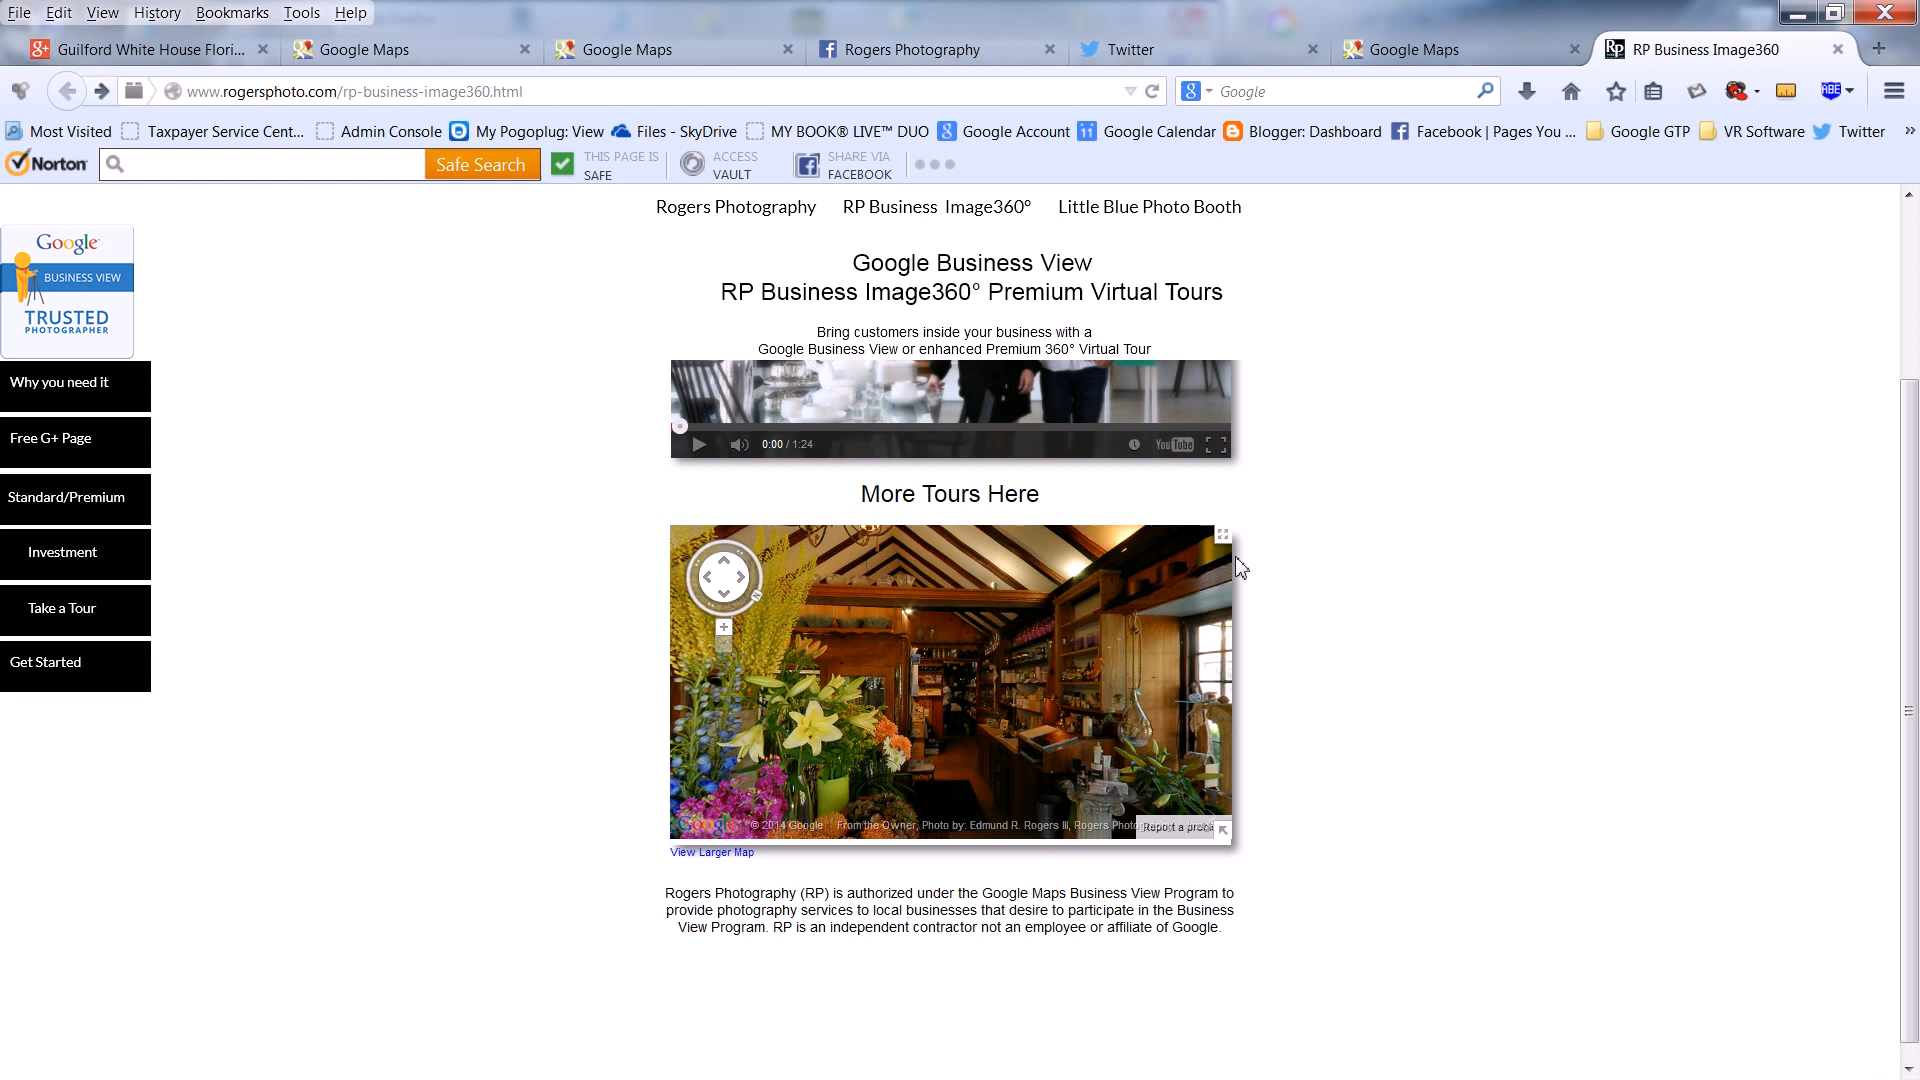 File Edit View History Bookmarks Tools Help
Guilford White House Flori... Google Maps Google Maps Rogers Photography Twitter Google Maps RP Business Image360
www.rogersphoto.com/rp-business-image360.html Google ABE
Most Visited Taxpayer Service Cent... Admin Console My Pogoplug: View Files - SkyDrive MY BOOK® LIVE™ DUO Google Account Google Calendar Blogger: Dashboard Facebook | Pages You ... Google GTP VR Software Twitter
Norton Safe Search THIS PAGE IS SAFE ACCESS VAULT SHARE VIA FACEBOOK
Rogers Photography RP Business Image360°  Little Blue Photo Booth
Google
BUSINESS VIEW
TRUSTED
PHOTOGRAPHER
Why you need it
Free G+ Page
Standard/Premium
Investment
Take a Tour
Get Started
Google Business View
RP Business Image360° Premium Virtual Tours
Bring customers inside your business with a
Google Business View or enhanced Premium 360° Virtual Tour
0:00 / 1:24 YouTube
More Tours Here
Google © 2014 Google From the Owner, Photo by: Edmund R. Rogers III, Rogers Report a
View Larger Map
Rogers Photography (RP) is authorized under the Google Maps Business View Program to
provide photography services to local businesses that desire to participate in the Business
View Program. RP is an independent contractor not an employee or affiliate of Google.